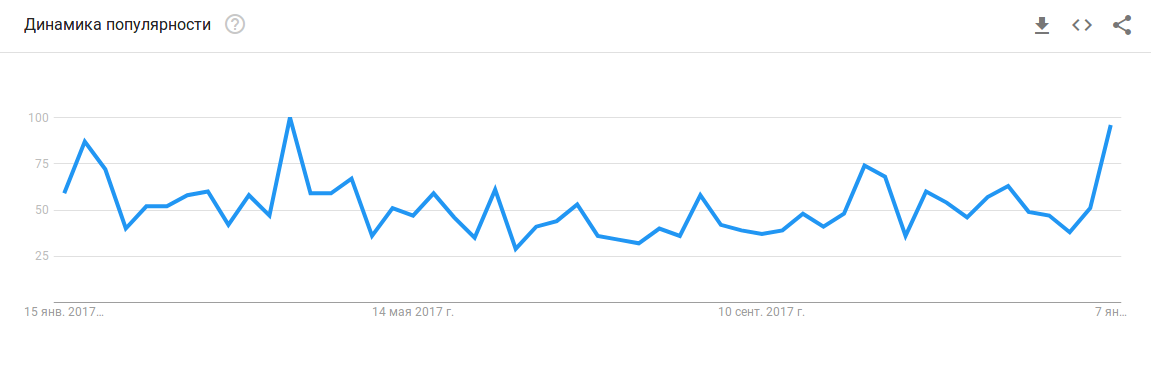 Динамика популярности ?
100
75
50
25
15 янв. 2017…
14 мая 2017 г.
10 сент. 2017 г.
7 ян…